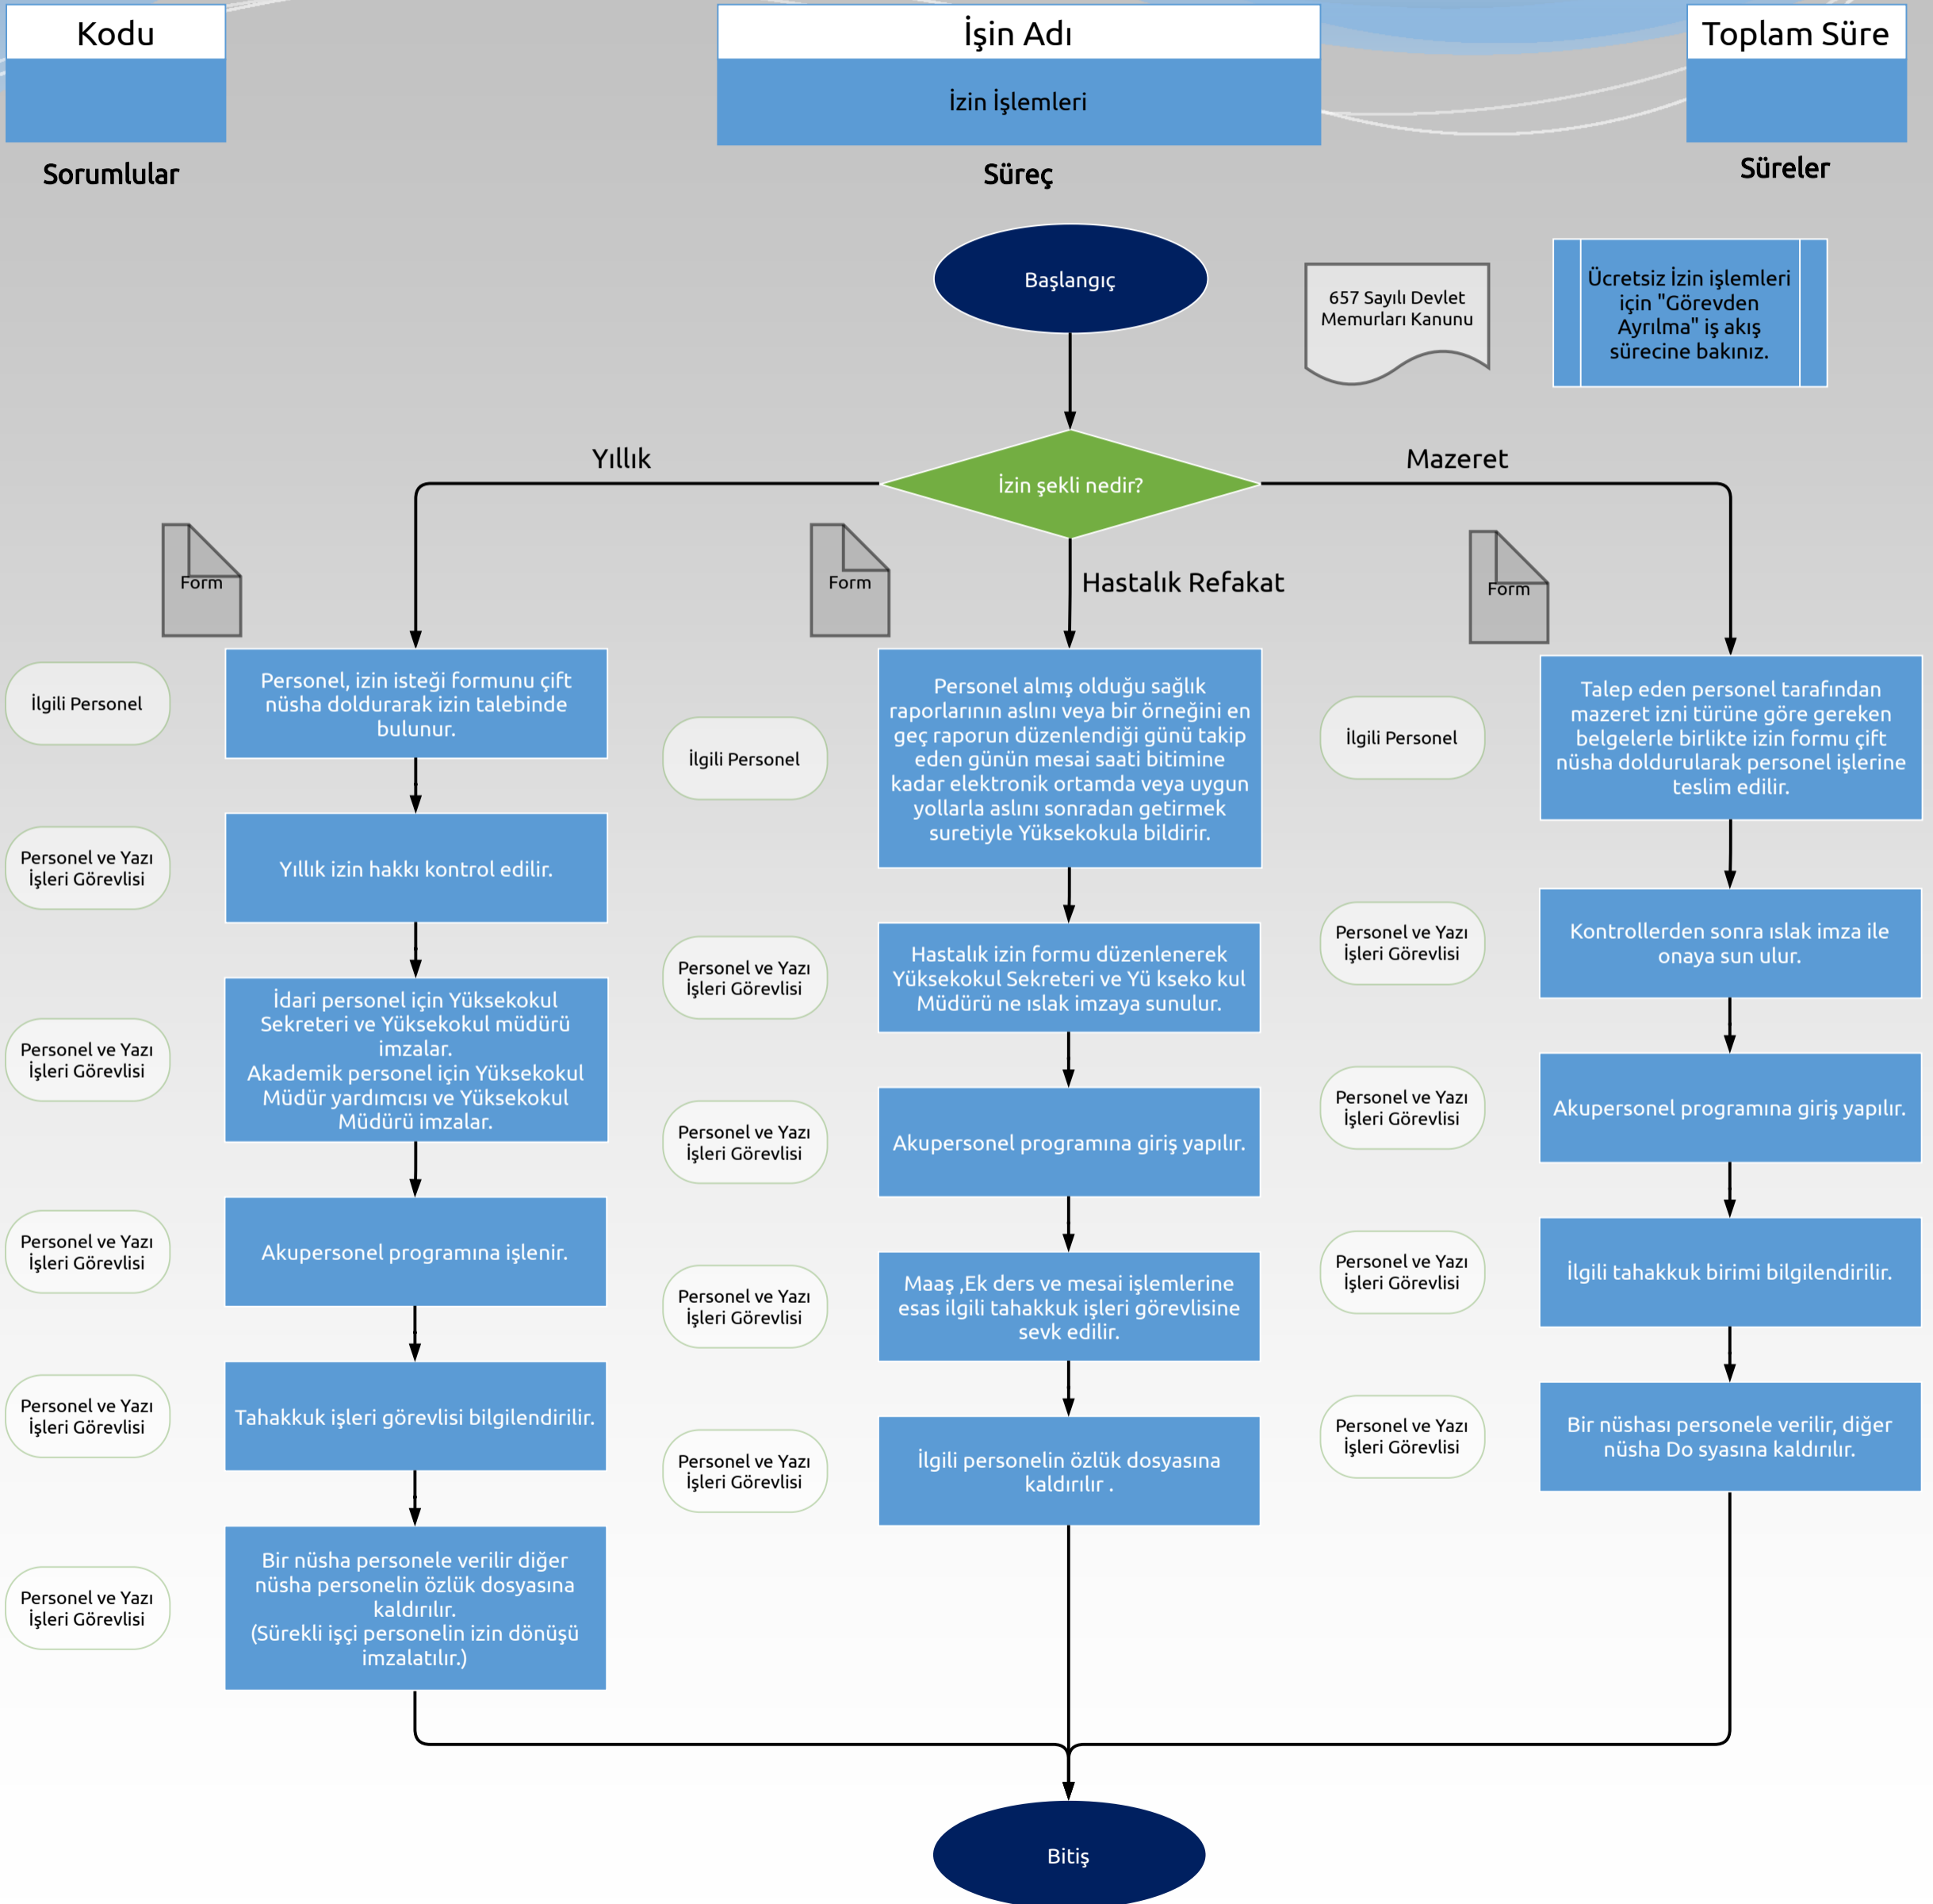 Kodu
İşin Adı
Toplam Süre
İzin İşlemleri
Sorumlular
Süreç
Süreler
Başlangıç
657 Sayılı Devlet
Memurları Kanunu
Ücretsiz İzin işlemleri
için "Görevden
Ayrılma" iş akış
sürecine bakınız.
İzin şekli nedir?
Yıllık
Hastalık Refakat
Mazeret
Form
İlgili Personel
Personel, izin isteği formunu çift
nüsha doldurarak izin talebinde
bulunur.
Personel ve Yazı
İşleri Görevlisi
Yıllık izin hakkı kontrol edilir.
Personel ve Yazı
İşleri Görevlisi
İdari personel için Yüksekokul
Sekreteri ve Yüksekokul müdürü
imzalar.
Akademik personel için Yüksekokul
Müdür yardımcısı ve Yüksekokul
Müdürü imzalar.
Personel ve Yazı
İşleri Görevlisi
Akupersonel programına işlenir.
Personel ve Yazı
İşleri Görevlisi
Tahakkuk işleri görevlisi bilgilendirilir.
Personel ve Yazı
İşleri Görevlisi
Bir nüsha personele verilir diğer
nüsha personelin özlük dosyasına
kaldırılır.
(Sürekli işçi personelin izin dönüşü
imzalatılır.)
Form
İlgili Personel
Personel almış olduğu sağlık
raporlarının aslını veya bir örneğini en
geç raporun düzenlendiği günü takip
eden günün mesai saati bitimine
kadar elektronik ortamda veya uygun
yollarla aslını sonradan getirmek
suretiyle Yüksekokula bildirir.
Personel ve Yazı
İşleri Görevlisi
Hastalık izin formu düzenlenerek
Yüksekokul Sekreteri ve Yü kseko kul
Müdürü ne ıslak imzaya sunulur.
Personel ve Yazı
İşleri Görevlisi
Akupersonel programına giriş yapılır.
Personel ve Yazı
İşleri Görevlisi
Maaş ,Ek ders ve mesai işlemlerine
esas ilgili tahakkuk işleri görevlisine
sevk edilir.
Personel ve Yazı
İşleri Görevlisi
İlgili personelin özlük dosyasına
kaldırılır .
Form
İlgili Personel
Talep eden personel tarafından
mazeret izni türüne göre gereken
belgelerle birlikte izin formu çift
nüsha doldurularak personel işlerine
teslim edilir.
Personel ve Yazı
İşleri Görevlisi
Kontrollerden sonra ıslak imza ile
onaya sun ulur.
Personel ve Yazı
İşleri Görevlisi
Akupersonel programına giriş yapılır.
Personel ve Yazı
İşleri Görevlisi
İlgili tahakkuk birimi bilgilendirilir.
Personel ve Yazı
İşleri Görevlisi
Bir nüshası personele verilir, diğer
nüsha Do syasına kaldırılır.
Bitiş